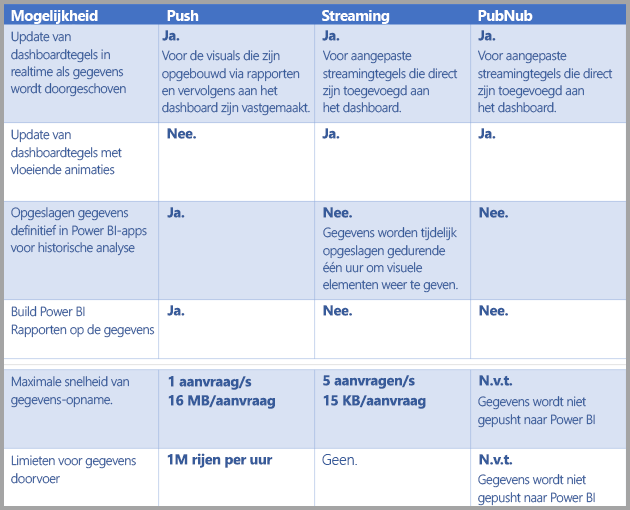 Mogelijkheid Push Streaming PubNub
Update van
dashboardtegels in
realtime als gegevens
wordt doorgeschoven
Ja.
Voor de visuals die zijn
opgebouwd via rapporten
en vervolgens aan het
dashboard zijn vastgemaakt.
Ja.
Voor aangepaste
streamingtegels die direct
zijn toegevoegd aan
het dashboard.
Ja.
Voor aangepaste
streamingtegels die direct
zijn toegevoegd aan
het dashboard.
Update van
dashboardtegels met
vloeiende animaties
Nee.
Ja.
Ja.
Opgeslagen gegevens
definitief in Power BI-apps
voor historische analyse
Ja.
Nee.
Gegevens worden tijdelijk
opgeslagen gedurende
één uur om visuele
elementen weer te geven.
Nee.
Build Power BI
Rapporten op de gegevens
Ja.
Nee.
Nee.
Maximale snelheid van
gegevens-opname.
1 aanvraag/s
16 MB/aanvraag
5 aanvragen/s
15 KB/aanvraag
N.v.t.
Gegevens wordt niet
gepusht naar Power BI
Limieten voor gegevens
doorvoer
1M rijen per uur
Geen.
N.v.t.
Gegevens wordt niet
gepusht naar Power BI